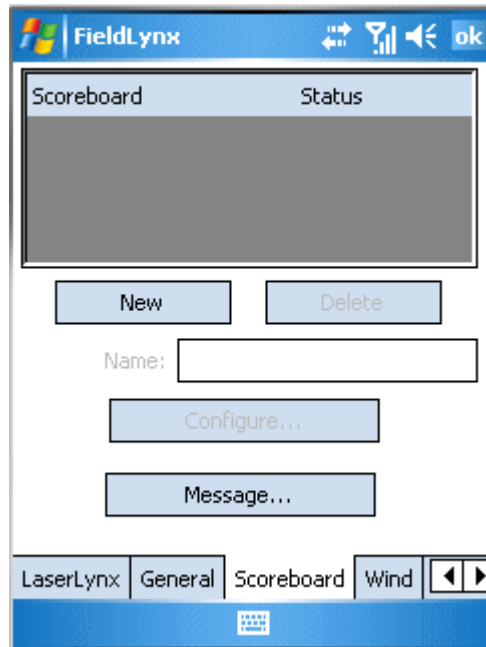 FieldLynx ok
Scoreboard Status
New Delete
Name:
Configure...
Message...
LaserLynx General Scoreboard Wind